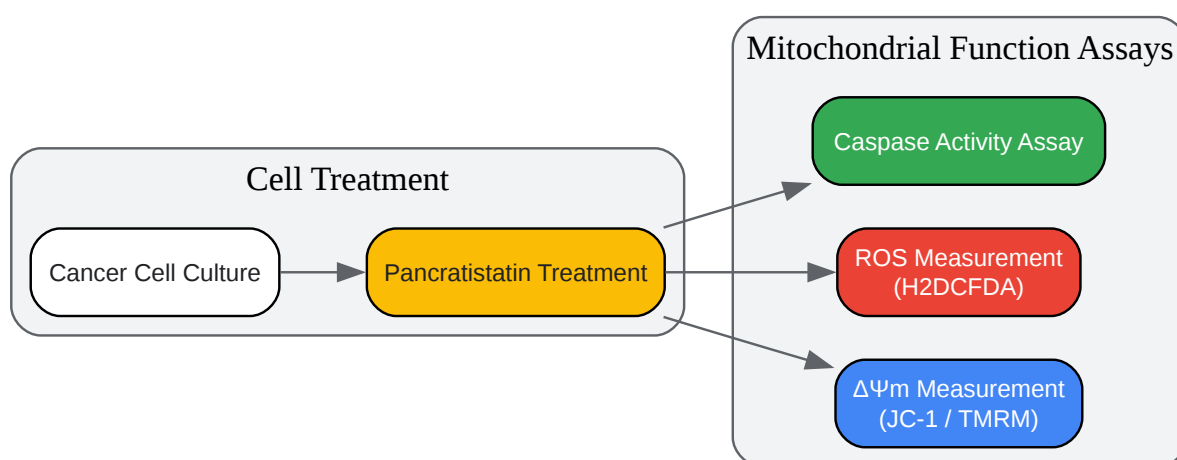 Cell Treatment
Cancer Cell Culture
Pancratistatin Treatment
Mitochondrial Function Assays
Caspase Activity Assay
ROS Measurement
(H2DCFDA)
ΔΨm Measurement
(JC-1 / TMRM)